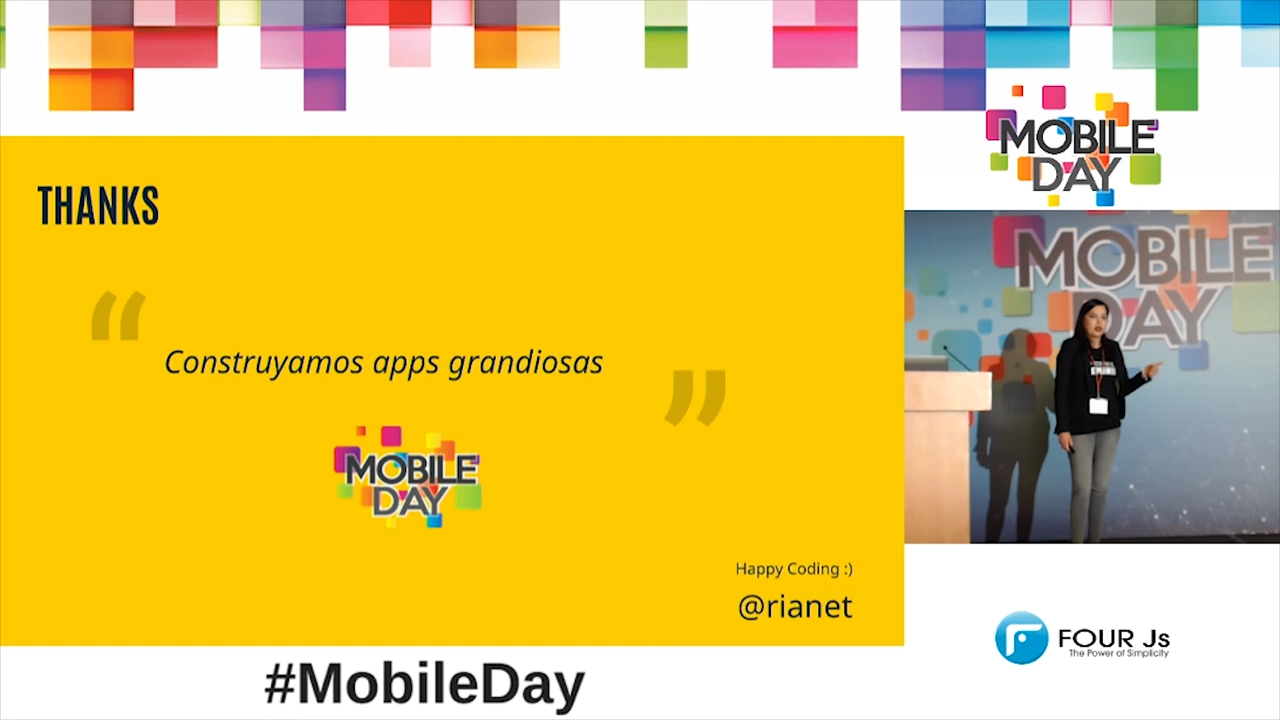 THANKS
“
Construyamos apps grandiosas
”
MOBILE
DAY
Happy Coding :)
@rianet
#MobileDay
MOBILE
DAY
MOBILE
DAY
FOUR Js
The Power of Simplicity